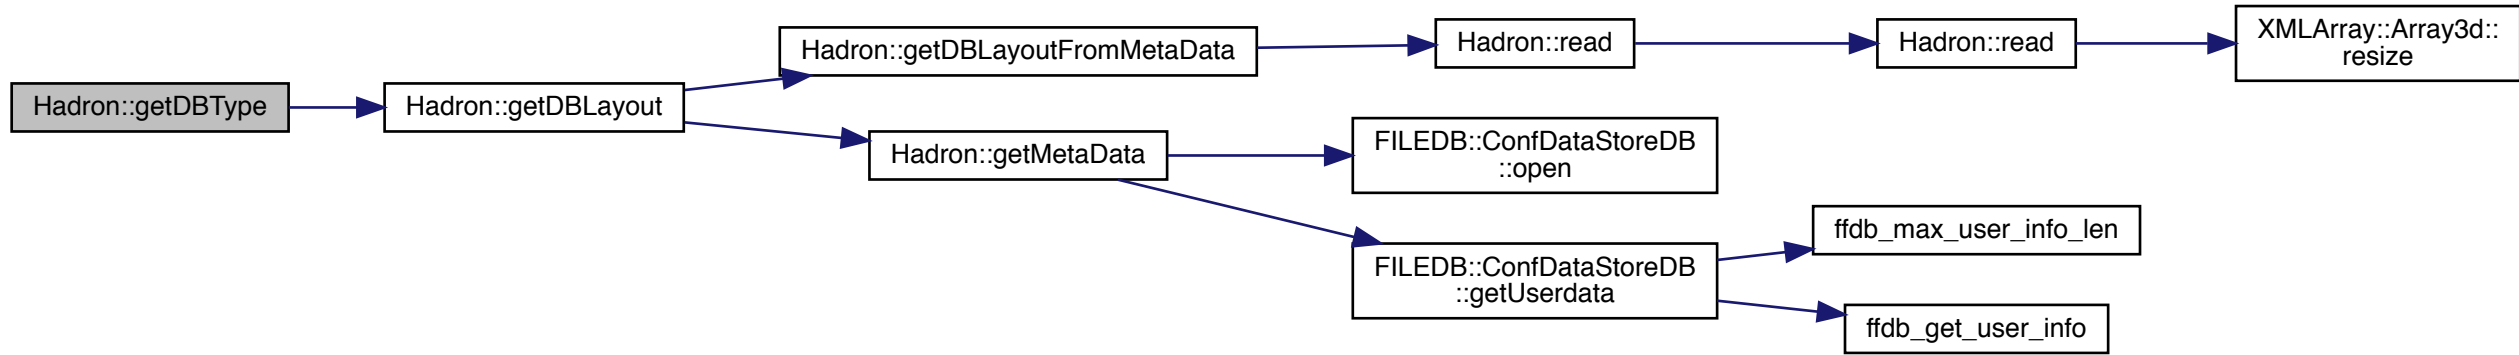 Hadron::getDBType
Hadron::getDBLayout
Hadron::getDBLayoutFromMetaData
Hadron::read
Hadron::read
XMLArray::Array3d::
resize
Hadron::getMetaData
FILEDB::ConfDataStoreDB
::open
FILEDB::ConfDataStoreDB
::getUserdata
ffdb_max_user_info_len
ffdb_get_user_info